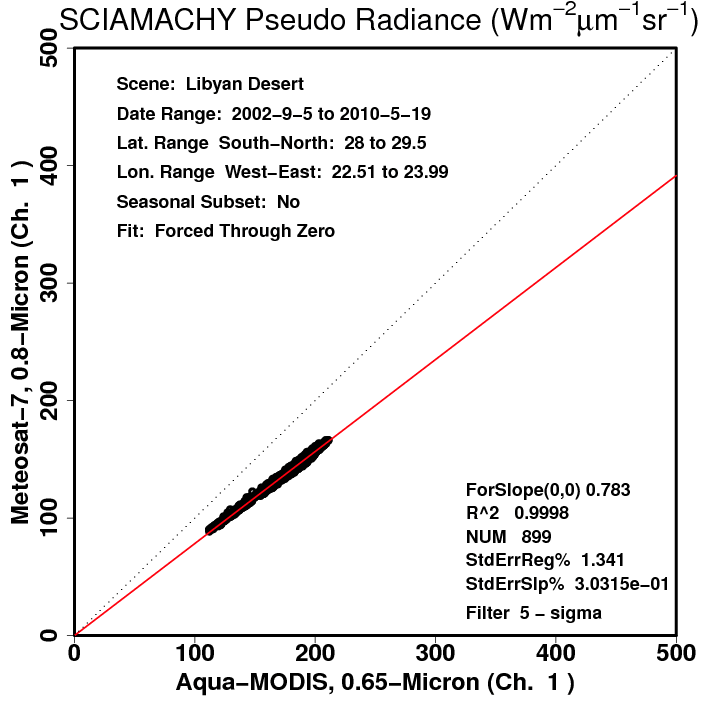 SCIAMACHY Pseudo Radiance (Wm−2μm−1sr−1)
Scene: Libyan Desert
Date Range: 2002−9−5 to 2010−5−19
Lat. Range South−North: 28 to 29.5
Lon. Range West−East: 22.51 to 23.99
Seasonal Subset: No
Fit: Forced Through Zero
Meteosat−7, 0.8−Micron (Ch. 1 )
500
400
300
200
100
0
ForSlope(0,0) 0.783
R^2 0.9998
NUM 899
StdErrReg% 1.341
StdErrSlp% 3.0315e−01
Filter 5 − sigma
0 100 200 300 400 500
Aqua−MODIS, 0.65−Micron (Ch. 1 )